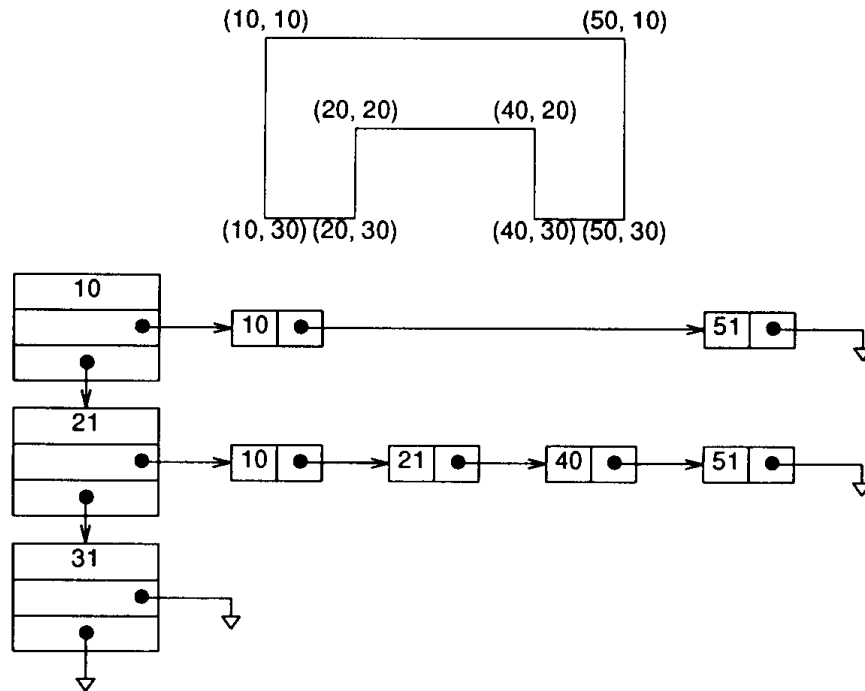 (10, 10) (50, 10)
(20, 20) (40, 20)
(10, 30) (20, 30) (40, 30) (50, 30)
10
10 51
21
10 21 40 51
31